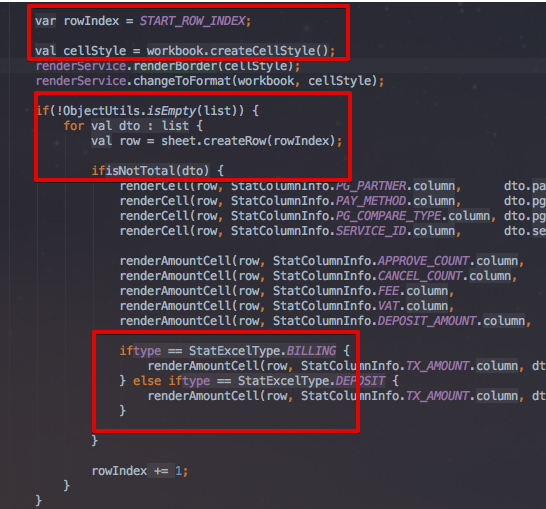 var rowIndex = START_ROW_INDEX;
val cellStyle = workbook.createCellStyle();
renderService.renderBorder(cellStyle);
renderService.changeToFormat(workbook, cellStyle);
if(!ObjectUtils.isEmpty(list)) {
for val dto : list {
val row = sheet.createRow(rowIndex);
ifisNotTotal(dto) {
renderCell(row, StatColumnInfo.PG_PARTNER.column, dto.pa
renderCell(row, StatColumnInfo.PAY_METHOD.column, dto.pg
renderCell(row, StatColumnInfo.PG_COMPARE_TYPE.column, dto.pg
renderCell(row, StatColumnInfo.SERVICE_ID.column, dto.se
renderAmountCell(row, StatColumnInfo.APPROVE_COUNT.column,
renderAmountCell(row, StatColumnInfo.CANCEL_COUNT.column,
renderAmountCell(row, StatColumnInfo.FEE.column,
renderAmountCell(row, StatColumnInfo.VAT.column,
renderAmountCell(row, StatColumnInfo.DEPOSIT_AMOUNT.column,
iftype == StatExcelType.BILLING {
renderAmountCell(row, StatColumnInfo.TX_AMOUNT.column, dt
} else iftype == StatExcelType.DEPOSIT {
renderAmountCell(row, StatColumnInfo.TX_AMOUNT.column, dt
}
}
rowIndex += 1;
}
}